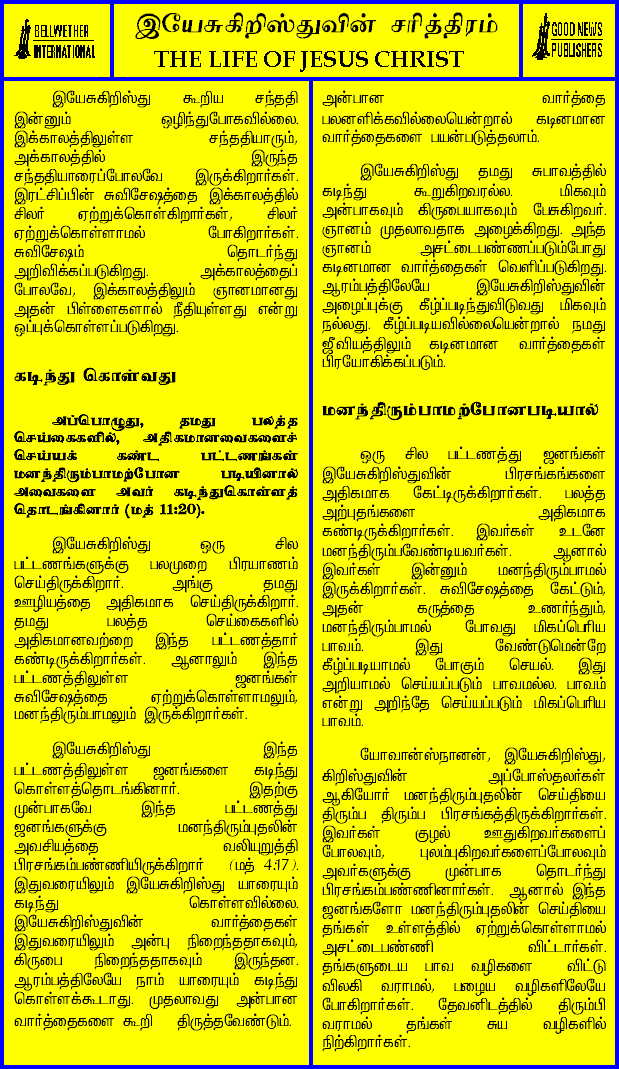 BELLWETHER
INTERNATIONAL
இயேசுகிறிஸ்துவின் சரித்திரம்
THE LIFE OF JESUS CHRIST
GOOD NEWS
PUBLISHERS
இயேசுகிறிஸ்து கூறிய சந்ததி
இன்னும் ஒழிந்துபோகவில்லை.
இக்காலத்திலுள்ள சந்ததியாரும்,
அக்காலத்தில் இருந்த
சந்ததியாரைப்போலவே இருக்கிறார்கள்.
இரட்சிப்பின் சுவிசேஷத்தை இக்காலத்தில்
சிலர் ஏற்றுக்கொள்கிறார்கள், சிலர்
ஏற்றுக்கொள்ளாமல் போகிறார்கள்.
சுவிசேஷம் தொடர்ந்து
அறிவிக்கப்படுகிறது. அக்காலத்தைப்
போலவே, இக்காலத்திலும் ஞானமானது
அதன் பிள்ளைகளால் நீதியுள்ளது என்று
ஒப்புக்கொள்ளப்படுகிறது.
கடிந்து கொள்வது
அப்பொழுது, தமது பலத்த
செய்கைகளில், அதிகமானவைகளைச்
செய்யக் கண்ட பட்டணங்கள்
மனந்திரும்பாமற்போன படியினால்
அவைகளை அவர் கடிந்துகொள்ளத்
தொடங்கினார் (மத் 11:20).
இயேசுகிறிஸ்து ஒரு சில
பட்டணங்களுக்கு பலமுறை பிரயாணம்
செய்திருக்கிறார். அங்கு தமது
ஊழியத்தை அதிகமாக செய்திருக்கிறார்.
தமது பலத்த செய்கைகளில்
அதிகமானவற்றை இந்த பட்டணத்தார்
கண்டிருக்கிறார்கள். ஆனாலும் இந்த
பட்டணத்திலுள்ள ஜனங்கள்
சுவிசேஷத்தை ஏற்றுக்கொள்ளாமலும்,
மனந்திரும்பாமலும் இருக்கிறார்கள்.
இயேசுகிறிஸ்து இந்த
பட்டணத்திலுள்ள ஜனங்களை கடிந்து
கொள்ளத்தொடங்கினார். இதற்கு
முன்பாகவே இந்த பட்டணத்து
ஜனங்களுக்கு மனந்திரும்புதலின்
அவசியத்தை வலியுறுத்தி
பிரசங்கம்பண்ணியிருக்கிறார் (மத் 4:17).
இதுவரையிலும் இயேசுகிறிஸ்து யாரையும்
கடிந்து கொள்ளவில்லை.
இயேசுகிறிஸ்துவின் வார்த்தைகள்
இதுவரையிலும் அன்பு நிறைந்ததாகவும்,
கிருபை நிறைந்ததாகவும் இருந்தன.
ஆரம்பத்திலேயே நாம் யாரையும் கடிந்து
கொள்ளக்கூடாது. முதலாவது அன்பான
வார்த்தைகளை கூறி திருத்தவேண்டும்.
அன்பான வார்த்தை
பலனளிக்கவில்லையென்றால் கடினமான
வார்த்தைகளை பயன்படுத்தலாம்.
இயேசுகிறிஸ்து தமது சுபாவத்தில்
கடிந்து கூறுகிறவரல்ல. மிகவும்
அன்பாகவும் கிருபையாகவும் பேசுகிறவர்.
ஞானம் முதலாவதாக அழைக்கிறது. அந்த
ஞானம் அசட்டைபண்ணப்படும்போது
கடினமான வார்த்தைகள் வெளிப்படுகிறது.
ஆரம்பத்திலேயே இயேசுகிறிஸ்துவின்
அழைப்புக்கு கீழ்ப்படிந்துவிடுவது மிகவும்
நல்லது. கீழ்ப்படியவில்லையென்றால் நமது
ஜீவியத்திலும் கடினமான வார்த்தைகள்
பிரயோகிக்கப்படும்.
மனந்திரும்பாமற்போனபடியால்
ஒரு சில பட்டணத்து ஜனங்கள்
இயேசுகிறிஸ்துவின் பிரசங்கங்களை
அதிகமாக கேட்டிருக்கிறார்கள். பலத்த
அற்புதங்களை அதிகமாக
கண்டிருக்கிறார்கள். இவர்கள் உடனே
மனந்திரும்பவேண்டியவர்கள். ஆனால்
இவர்கள் இன்னும் மனந்திரும்பாமல்
இருக்கிறார்கள். சுவிசேஷத்தை கேட்டும்,
அதன் கருத்தை உணர்ந்தும்,
மனந்திரும்பாமல் போவது மிகப்பெரிய
பாவம். இது வேண்டுமென்றே
கீழ்ப்படியாமல் போகும் செயல். இது
அறியாமல் செய்யப்படும் பாவமல்ல. பாவம்
என்று அறிந்தே செய்யப்படும் மிகப்பெரிய
பாவம்.
யோவான்ஸ்நானன், இயேசுகிறிஸ்து,
கிறிஸ்துவின் அப்போஸ்தலர்கள்
ஆகியோர் மனந்திரும்புதலின் செய்தியை
திரும்ப திரும்ப பிரசங்கத்திருக்கிறார்கள்.
இவர்கள் குழல் ஊதுகிறவர்களைப்
போலவும், புலம்புகிறவர்களைப்போலவும்
அவர்களுக்கு முன்பாக தொடர்ந்து
பிரசங்கம்பண்ணினார்கள். ஆனால் இந்த
ஜனங்களோ மனந்திரும்புதலின் செய்தியை
தங்கள் உள்ளத்தில் ஏற்றுக்கொள்ளாமல்
அசட்டைபண்ணி விட்டார்கள்.
தங்களுடைய பாவ வழிகளை விட்டு
விலகி வராமல், பழைய வழிகளிலேயே
போகிறார்கள். தேவனிடத்தில் திரும்பி
வராமல் தங்கள் சுய வழிகளில்
நிற்கிறார்கள்.